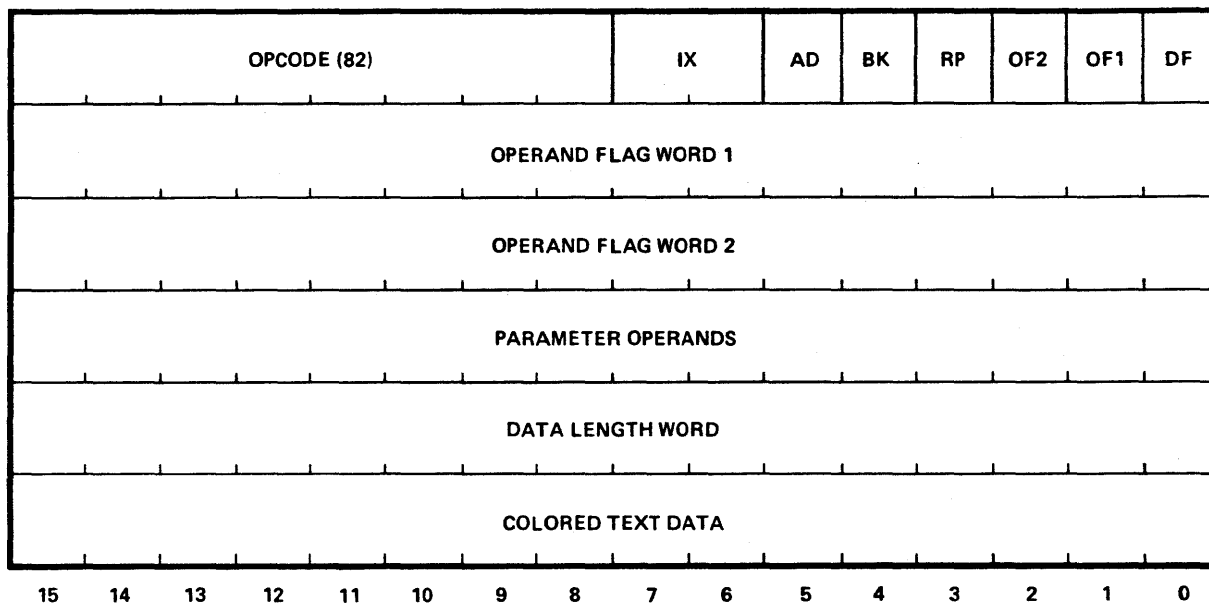 OPCODE (82) IX AD BK RP OF2 OF1 DF
OPERAND FLAG WORD 1
OPERAND FLAG WORD 2
PARAMETER OPERANDS
DATA LENGTH WORD
COLORED TEXT DATA
15 14 13 12 11 10 9 8 7 6 5 4 3 2 1 0